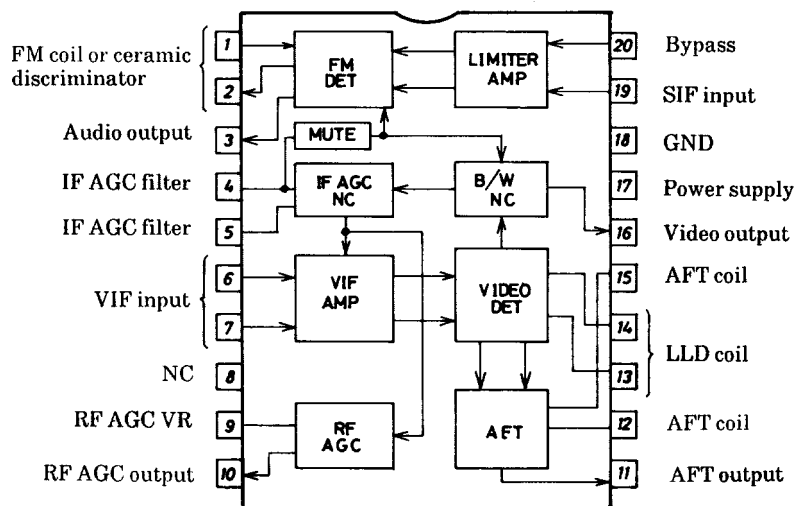 FM coil or ceramic
discriminator
Audio output
IF AGC filter
IF AGC filter
VIF input
NC
RF AGC VR
RF AGC output
1
2
3
4
5
6
7
8
9
10
FM
DET
LIMITER
AMP
MUTE
IF AGC
NC
B/W
NC
VIF
AMP
VIDEO
DET
RF
AGC
AFT
20
19
18
17
16
15
14
13
12
11
Bypass
SIF input
GND
Power supply
Video output
AFT coil
LLD coil
AFT coil
AFT output